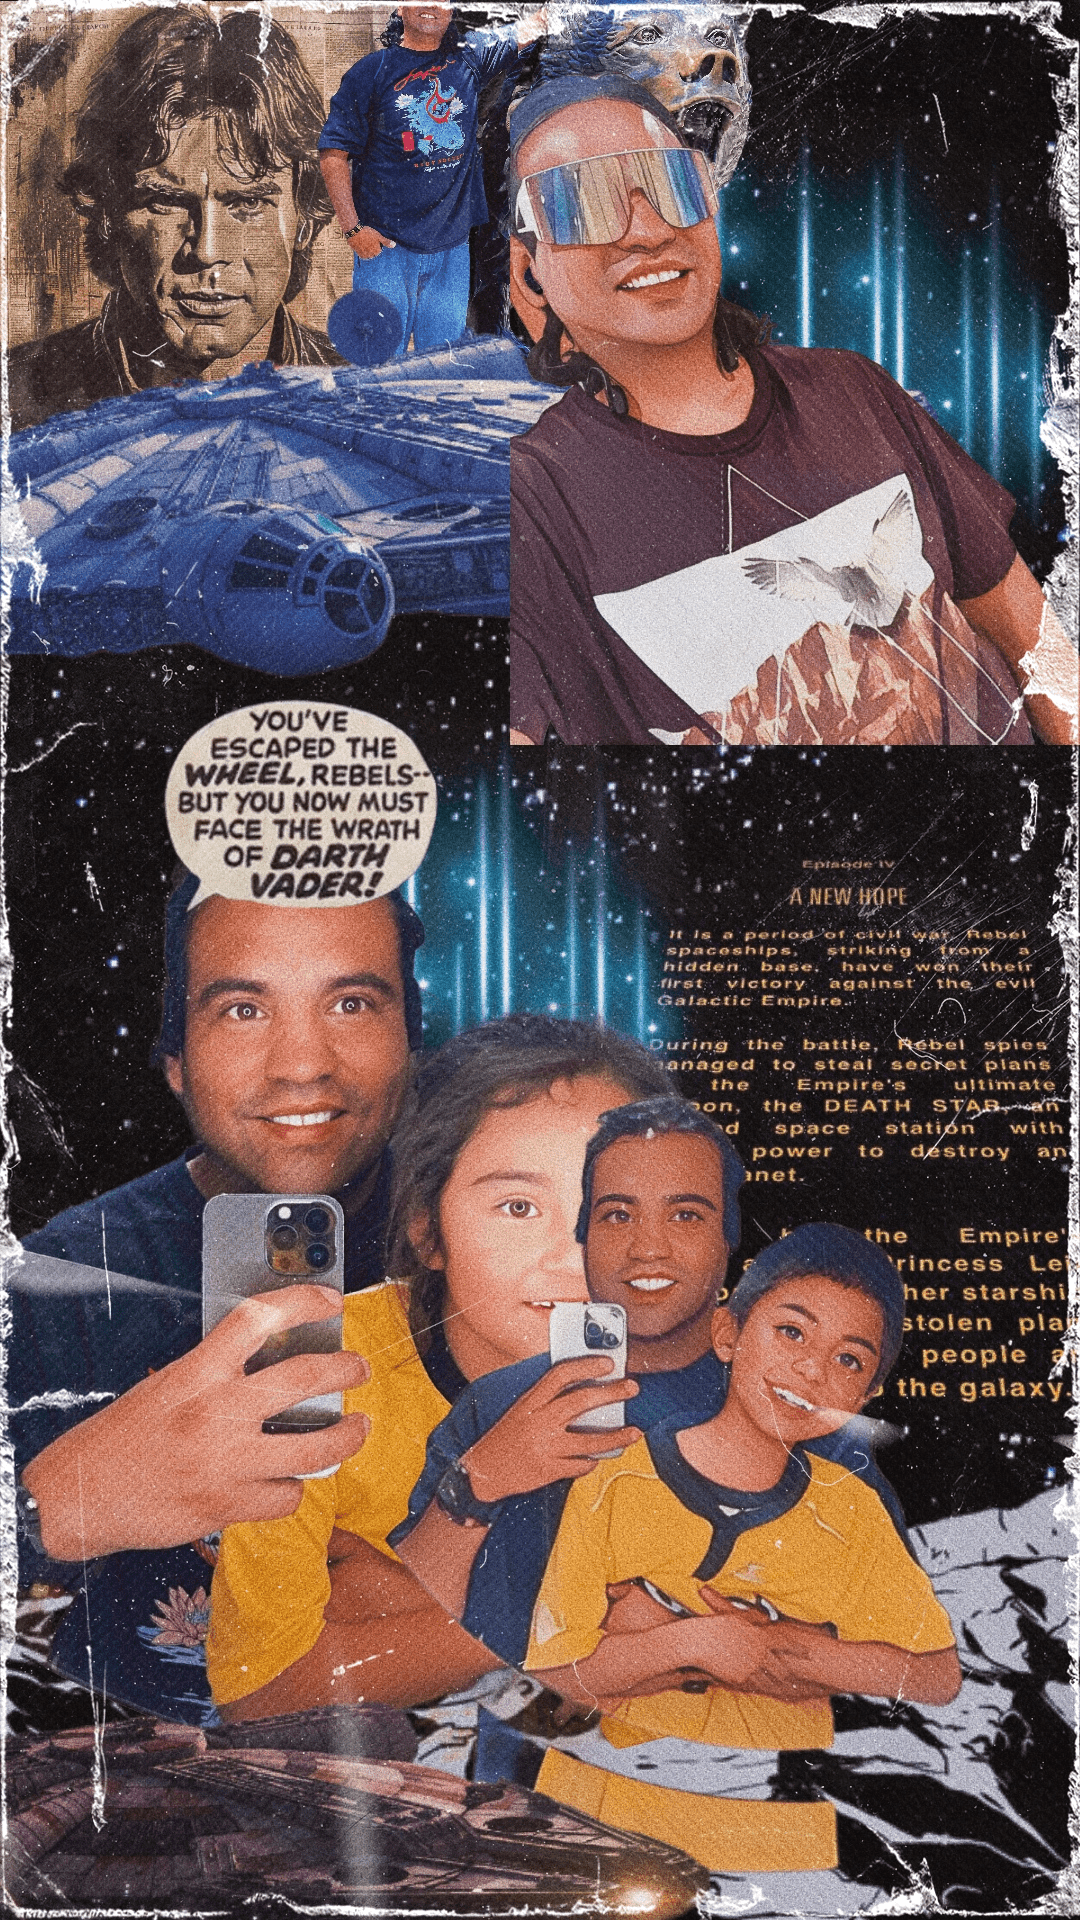 Japan
YOU'VE
ESCAPED THE
WHEEL, REBELS--
BUT YOU NOW MUST
FACE THE WRATH
OF DARTH
VADER!
Episode IV
A NEW HOPE
It is a period of civil war. Rebel
spaceships, striking from a
hidden base, have won their
first victory against the evil
Galactic Empire.
During the battle, Rebel spies
managed to steal secret plans
the Empire's ultimate
pon, the DEATH STAR, an
d space station with
power to destroy an
anet.
the Empire'
rincess Le
her starshi
stolen pla
people a
the galaxy.